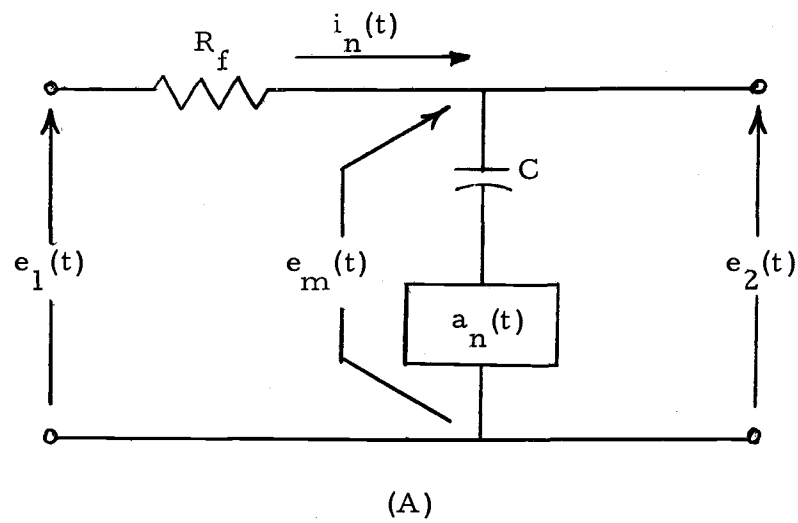 R_f
i_n(t)
C
e_1(t)
e_m(t)
e_2(t)
a_n(t)
(A)